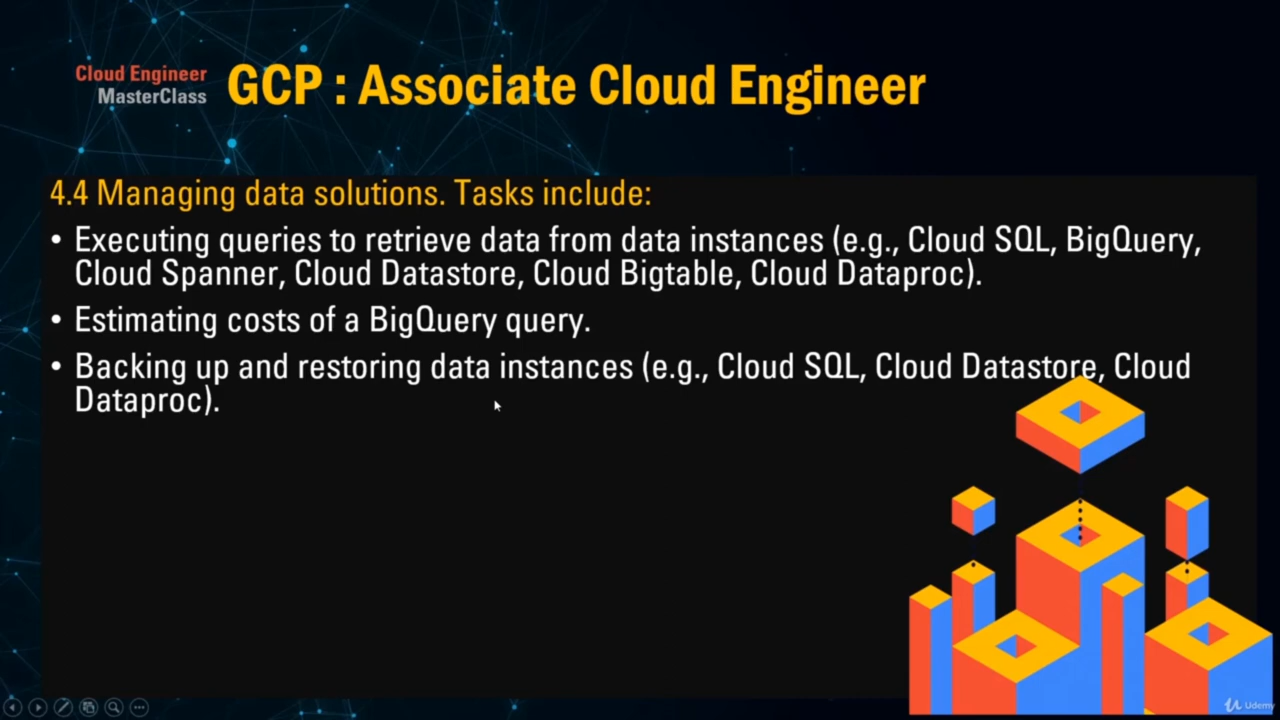 Cloud Engineer
MasterClass
GCP : Associate Cloud Engineer
4.4 Managing data solutions. Tasks include:
• Executing queries to retrieve data from data instances (e.g., Cloud SQL, BigQuery,
Cloud Spanner, Cloud Datastore, Cloud Bigtable, Cloud Dataproc).
• Estimating costs of a BigQuery query.
• Backing up and restoring data instances (e.g., Cloud SQL, Cloud Datastore, Cloud
Dataproc).
Udemy